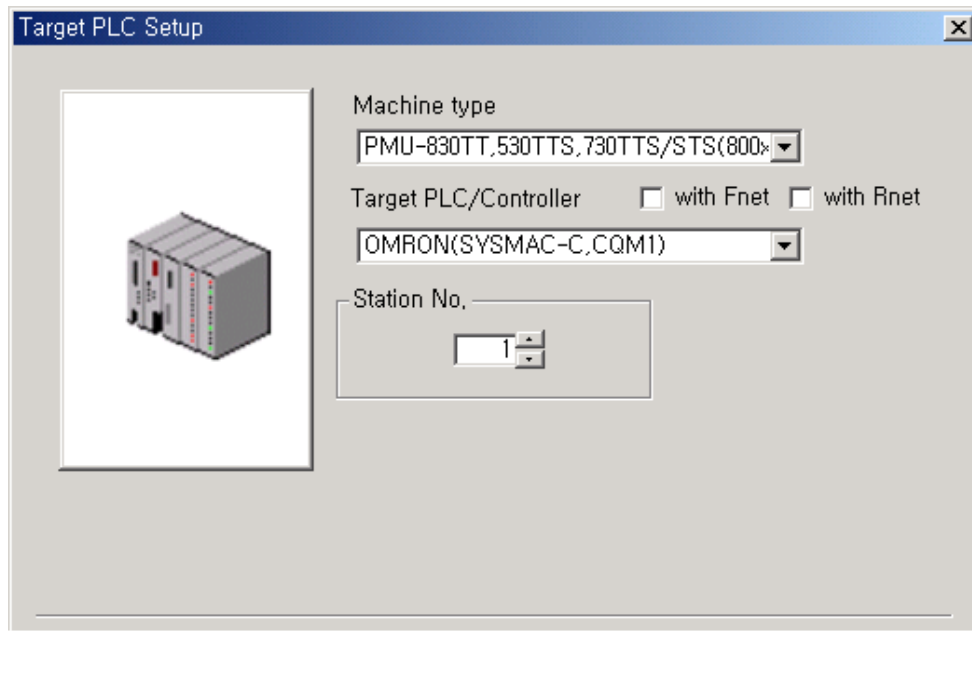 Target PLC Setup
Machine type
PMU-830TT,530TTS,730TTS/STS(800x
Target PLC/Controller with Fnet with Rnet
OMRON(SYSMAC-C,CQM1)
Station No,
1